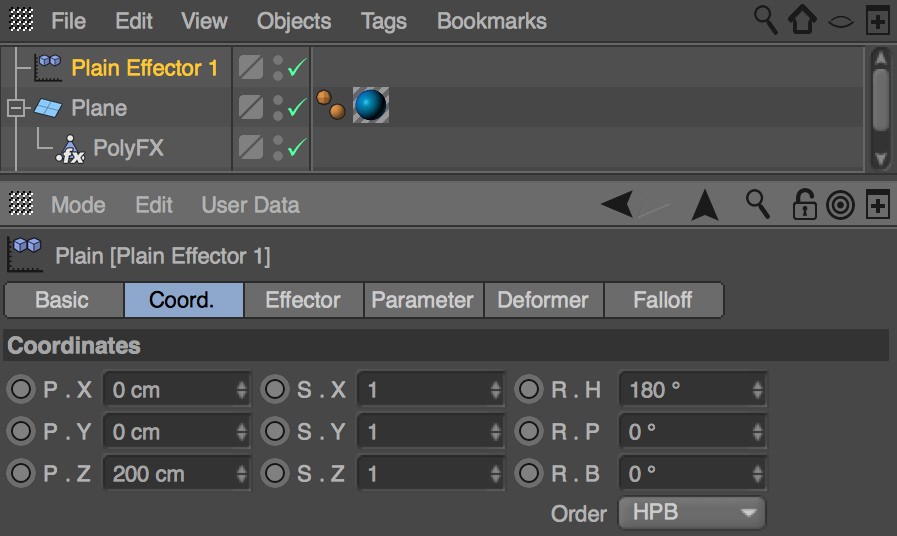 File Edit View Objects Tags Bookmarks
Plain Effector 1
Plane
PolyFX
Mode Edit User Data
Plain [Plain Effector 1]
Basic Coord. Effector Parameter Deformer Falloff
Coordinates
P . X 0 cm S . X 1 R . H 180 °
P . Y 0 cm S . Y 1 R . P 0 °
P . Z 200 cm S . Z 1 R . B 0 °
Order HPB